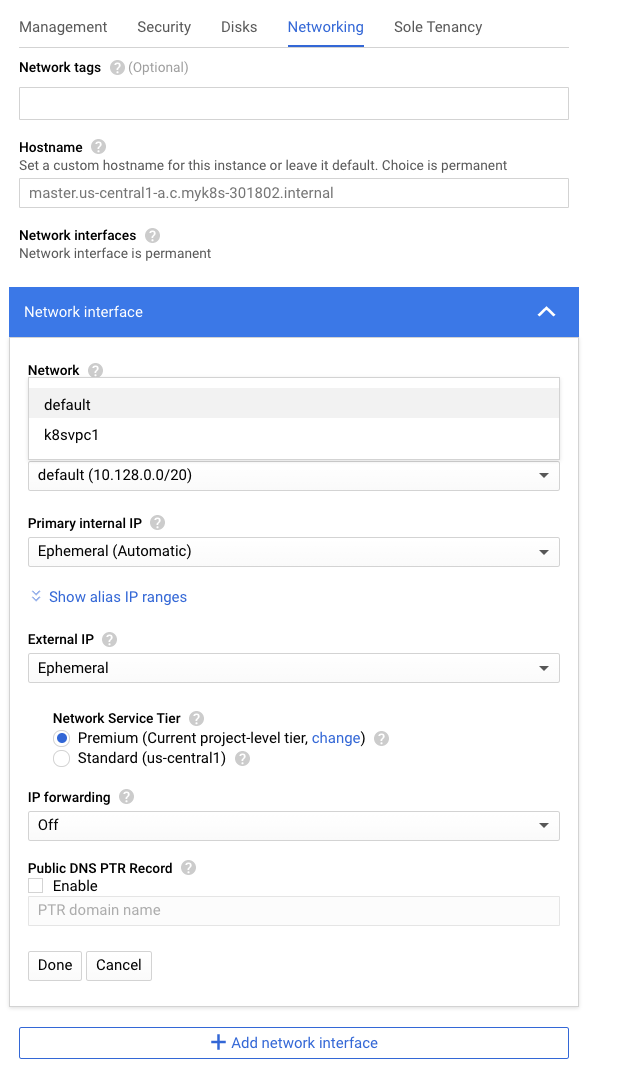 Management Security Disks Networking Sole Tenancy
Network tags (Optional)
Hostname
Set a custom hostname for this instance or leave it default. Choice is permanent
master.us-central1-a.c.myk8s-301802.internal
Network interfaces
Network interface is permanent
Network interface
Network
default
k8svpc1
default (10.128.0.0/20)
Primary internal IP
Ephemeral (Automatic)
Show alias IP ranges
External IP
Ephemeral
Network Service Tier
Premium (Current project-level tier, change)
Standard (us-central1)
IP forwarding
Off
Public DNS PTR Record
Enable
PTR domain name
Done Cancel
Add network interface